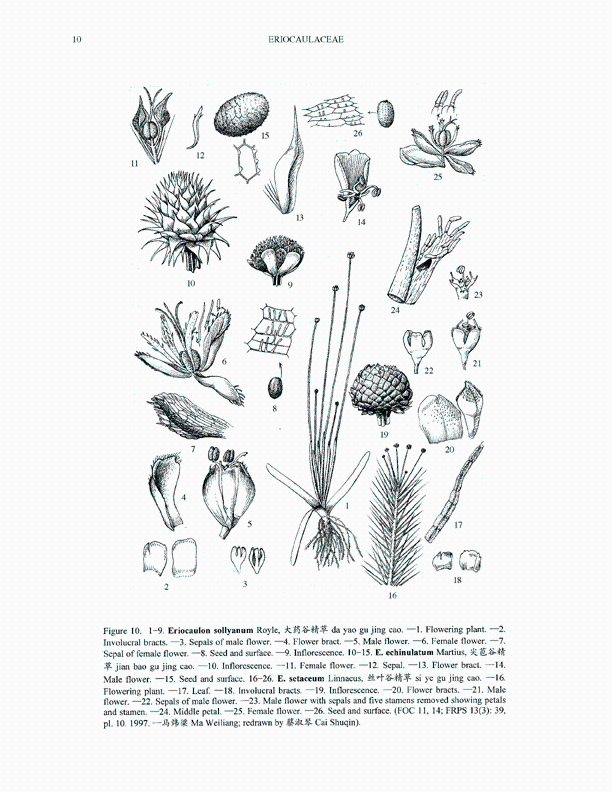 10
ERIOCAULACEAE
11
12
15
26
25
13
14
10
9
24
23
6
8
22
21
19
20
7
4
5
1
17
2
3
16
18
Figure 10. 1–9. Eriocaulon sollyanum Royle, 大药谷精草 da yao gu jing cao. —1. Flowering plant. —2.
Involucral bracts. —3. Sepals of male flower. —4. Flower bract. —5. Male flower. —6. Female flower. —7.
Sepal of female flower. —8. Seed and surface. —9. Inflorescence. 10–15. E. echinulatum Martius, 尖苞谷精
草 jian bao gu jing cao. —10. Inflorescence. —11. Female flower. —12. Sepal. —13. Flower bract. —14.
Male flower. —15. Seed and surface. 16–26. E. setaceum Linnaeus, 丝叶谷精草 si ye gu jing cao. —16.
Flowering plant. —17. Leaf. —18. Involucral bracts. —19. Inflorescence. —20. Flower bracts. —21. Male
flower. —22. Sepals of male flower. —23. Male flower with sepals and five stamens removed showing petals
and stamen. —24. Middle petal. —25. Female flower. —26. Seed and surface. (FOC 11, 14; FRPS 13(3): 39,
pl. 10. 1997. —马炜梁 Ma Weiliang; redrawn by 蔡淑琴 Cai Shuqin).